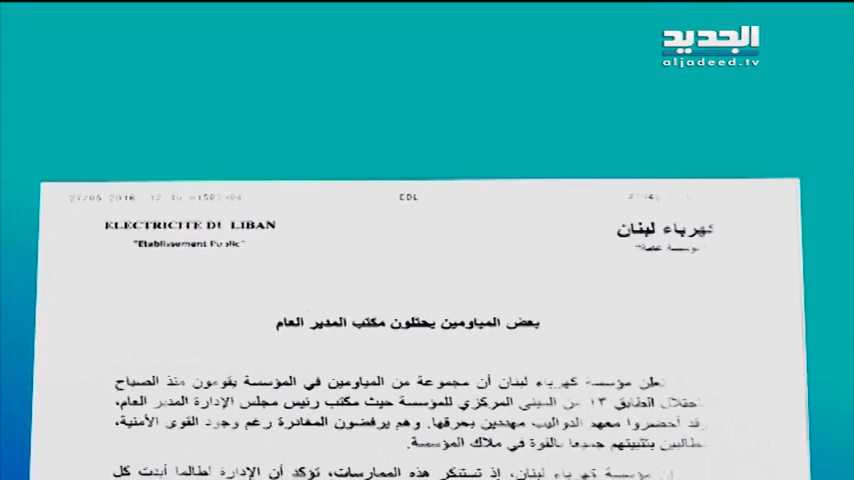 الجديد
aljadeed.tv
27/05 2016 12 30
EDL
ELECTRICITE DU LIBAN
كهرباء لبنان
"Etablissement Public"
مؤسسة عامة"
بعض المياومين يحتلون مكتب المدير العام
تعلن مؤسسة كهرباء لبنان أن مجموعة من المياومين في المؤسسة يقومون منذ الصباح
باحتلال الطابق ١٣ من المبنى المركزي للمؤسسة حيث مكتب رئيس مجلس الإدارة المدير العام،
وقد أحضروا معهم الدواليب مهددين بحرقها. وهم يرفضون المغادرة رغم وجود القوى الأمنية،
مطالبين بتثبيتهم جميعا بالقوة في ملاك المؤسسة.
إن مؤسسة كهرباء لبنان، إذ تستنكر هذه الممارسات، تؤكد أن الإدارة لطالما أبدت كل